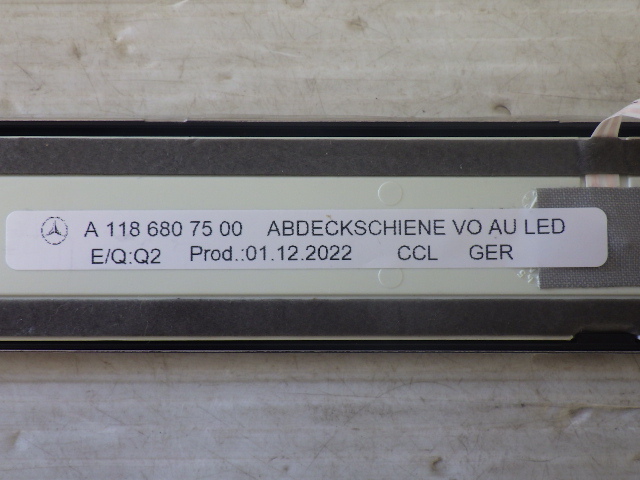 A 118 680 75 00 ABDECKSCHIENE VO AU LED
E/Q:Q2 Prod.:01.12.2022 CCL GER